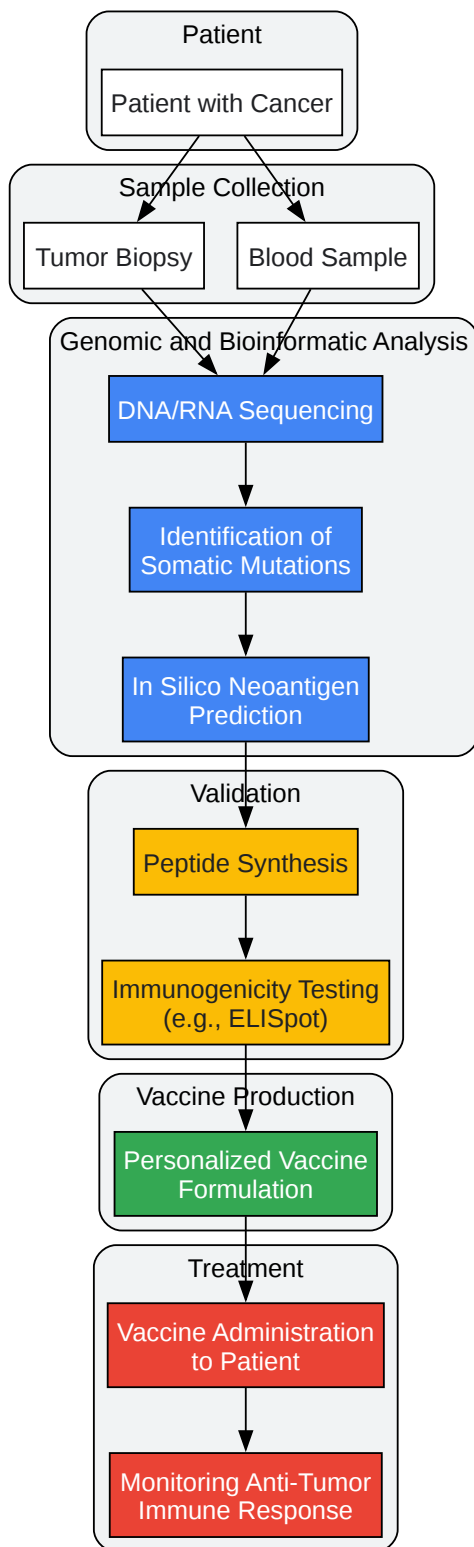 Patient
Patient with Cancer
Sample Collection
Tumor Biopsy
Blood Sample
Genomic and Bioinformatic Analysis
DNA/RNA Sequencing
Identification of
Somatic Mutations
In Silico Neoantigen
Prediction
Validation
Peptide Synthesis
Immunogenicity Testing
(e.g., ELISpot)
Vaccine Production
Personalized Vaccine
Formulation
Treatment
Vaccine Administration
to Patient
Monitoring Anti-Tumor
Immune Response